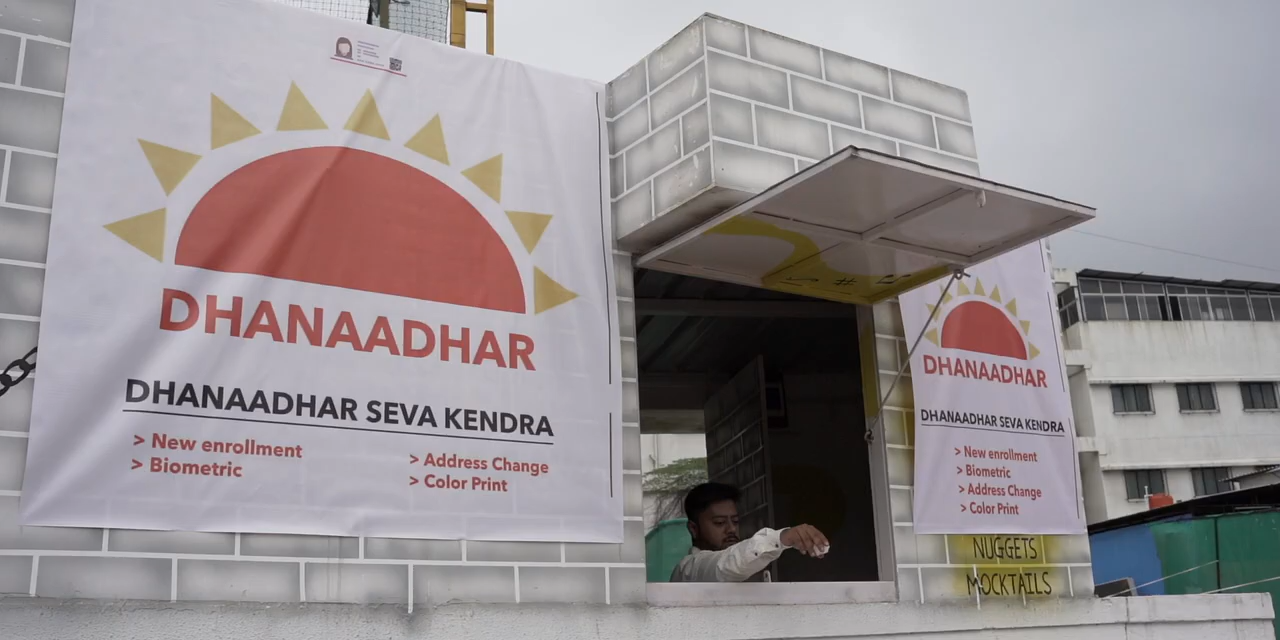 DHANAADHAR
DHANAADHAR SEVA KENDRA
> New enrollment
> Biometric
> Address Change
> Color Print
DHANAADHAR
DHANAADHAR SEVA KENDRA
> New enrollment
> Biometric
> Address Change
> Color Print
NUGGETS
MOCKTAILS